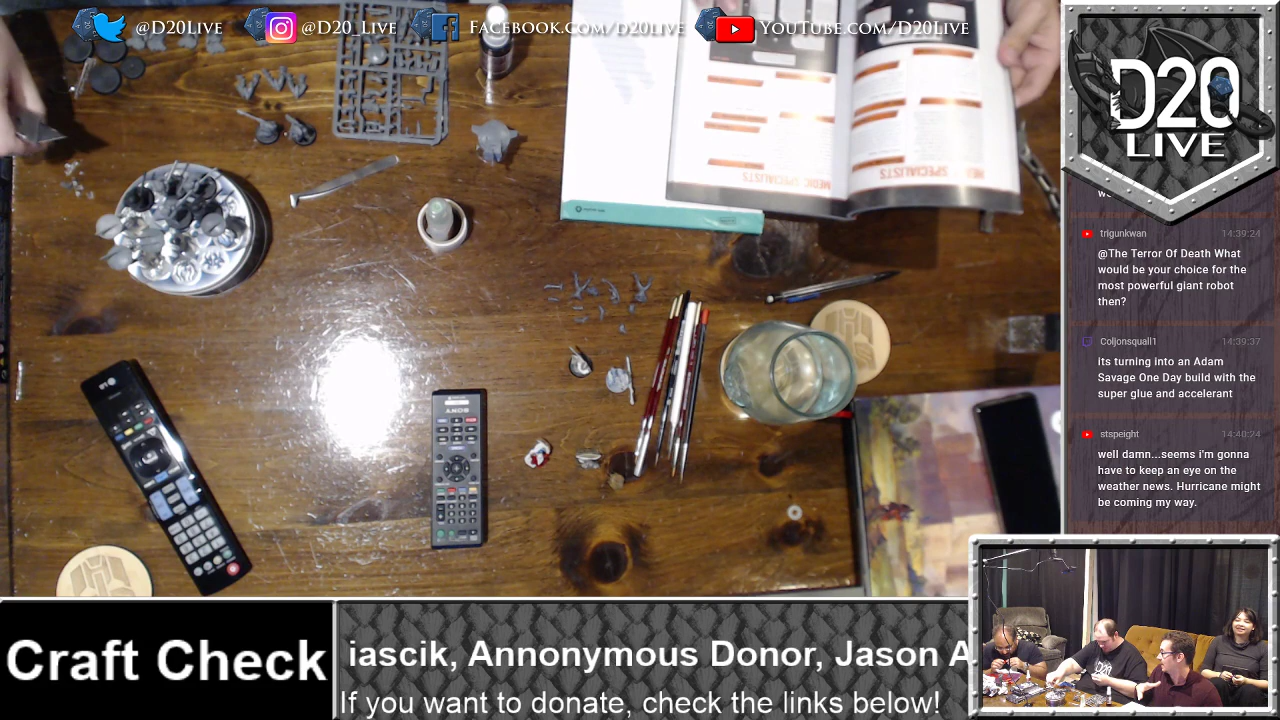 @D20Live
@D20_Live
Facebook.com/D20live
YouTube.com/D20Live
D20
LIVE
trigunkwan 14:39:24
@The Terror Of Death What
would be your choice for the
most powerful giant robot
then?
Coljonsquall1 14:39:37
its turning into an Adam
Savage One Day build with the
super glue and accelerant
stspeight 14:40:24
well damn...seems i'm gonna
have to keep an eye on the
weather news. Hurricane might
be coming my way.
MEDIC SPECIALISTS
SPECIALISTS
SONY
D20
Craft Check
iascik, Annonymous Donor, Jason A
If you want to donate, check the links below!